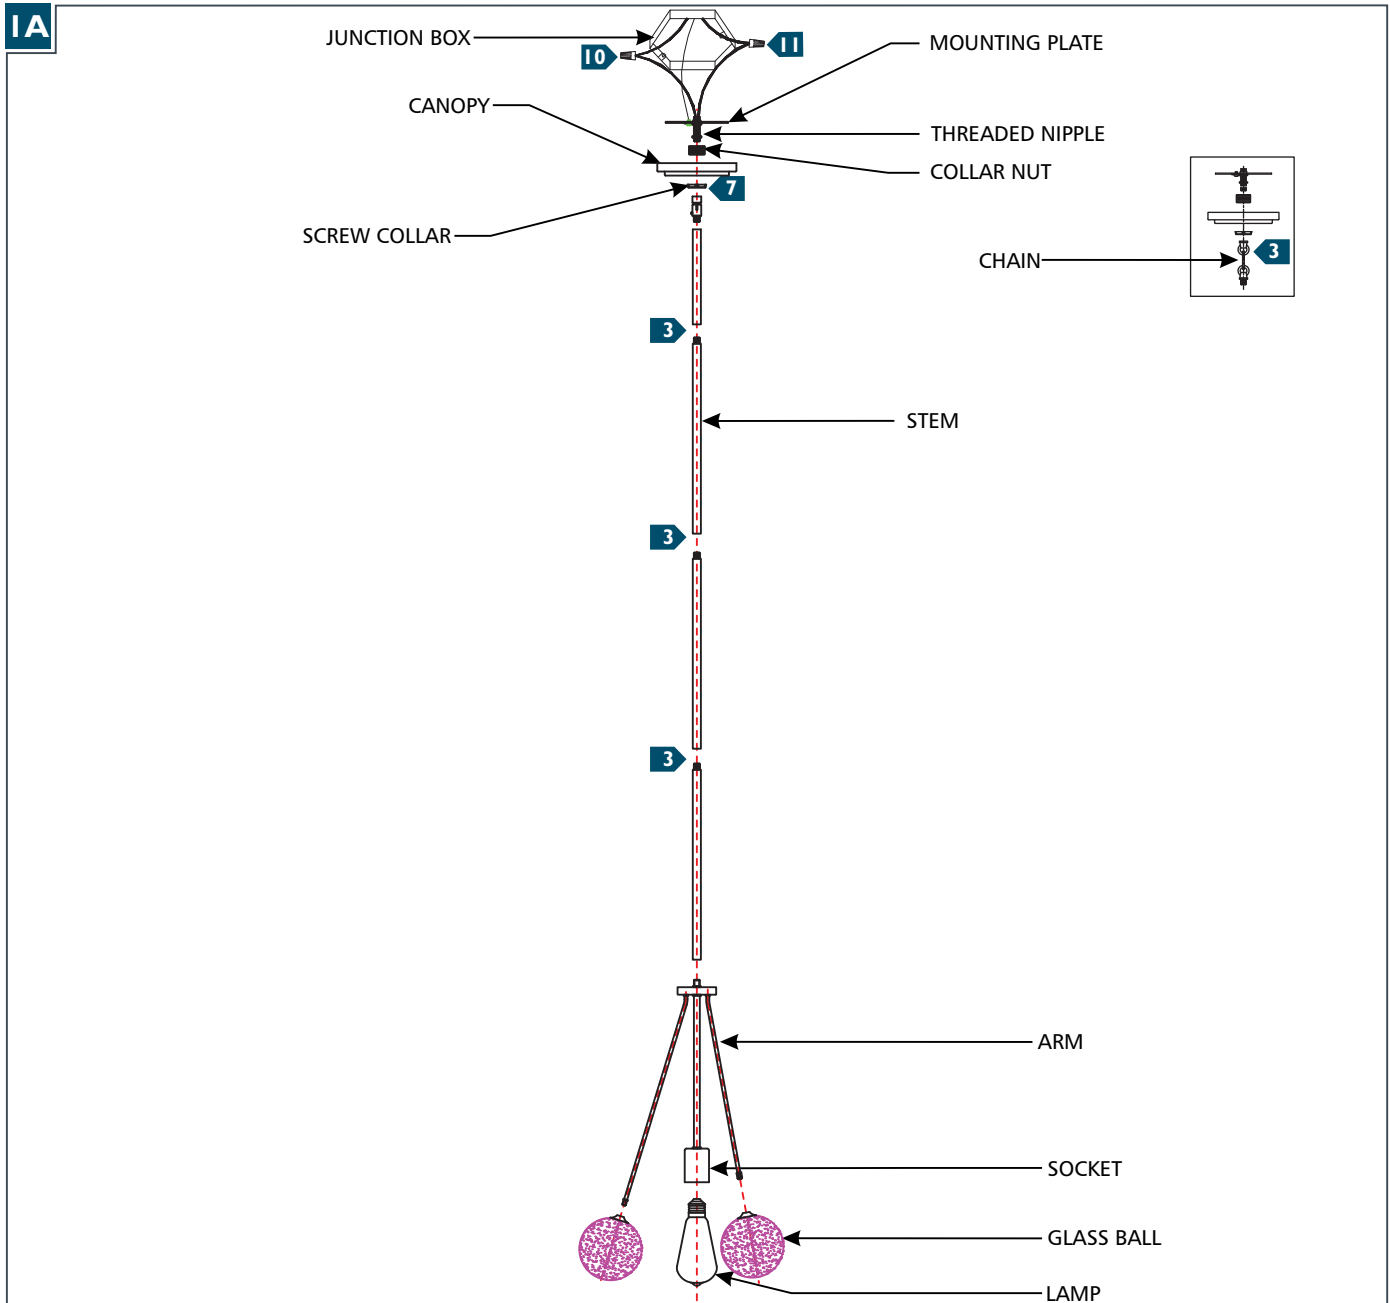 1A
JUNCTION BOX
10
11
MOUNTING PLATE
CANOPY
THREADED NIPPLE
COLLAR NUT
7
SCREW COLLAR
CHAIN
3
3
STEM
3
3
ARM
SOCKET
GLASS BALL
LAMP